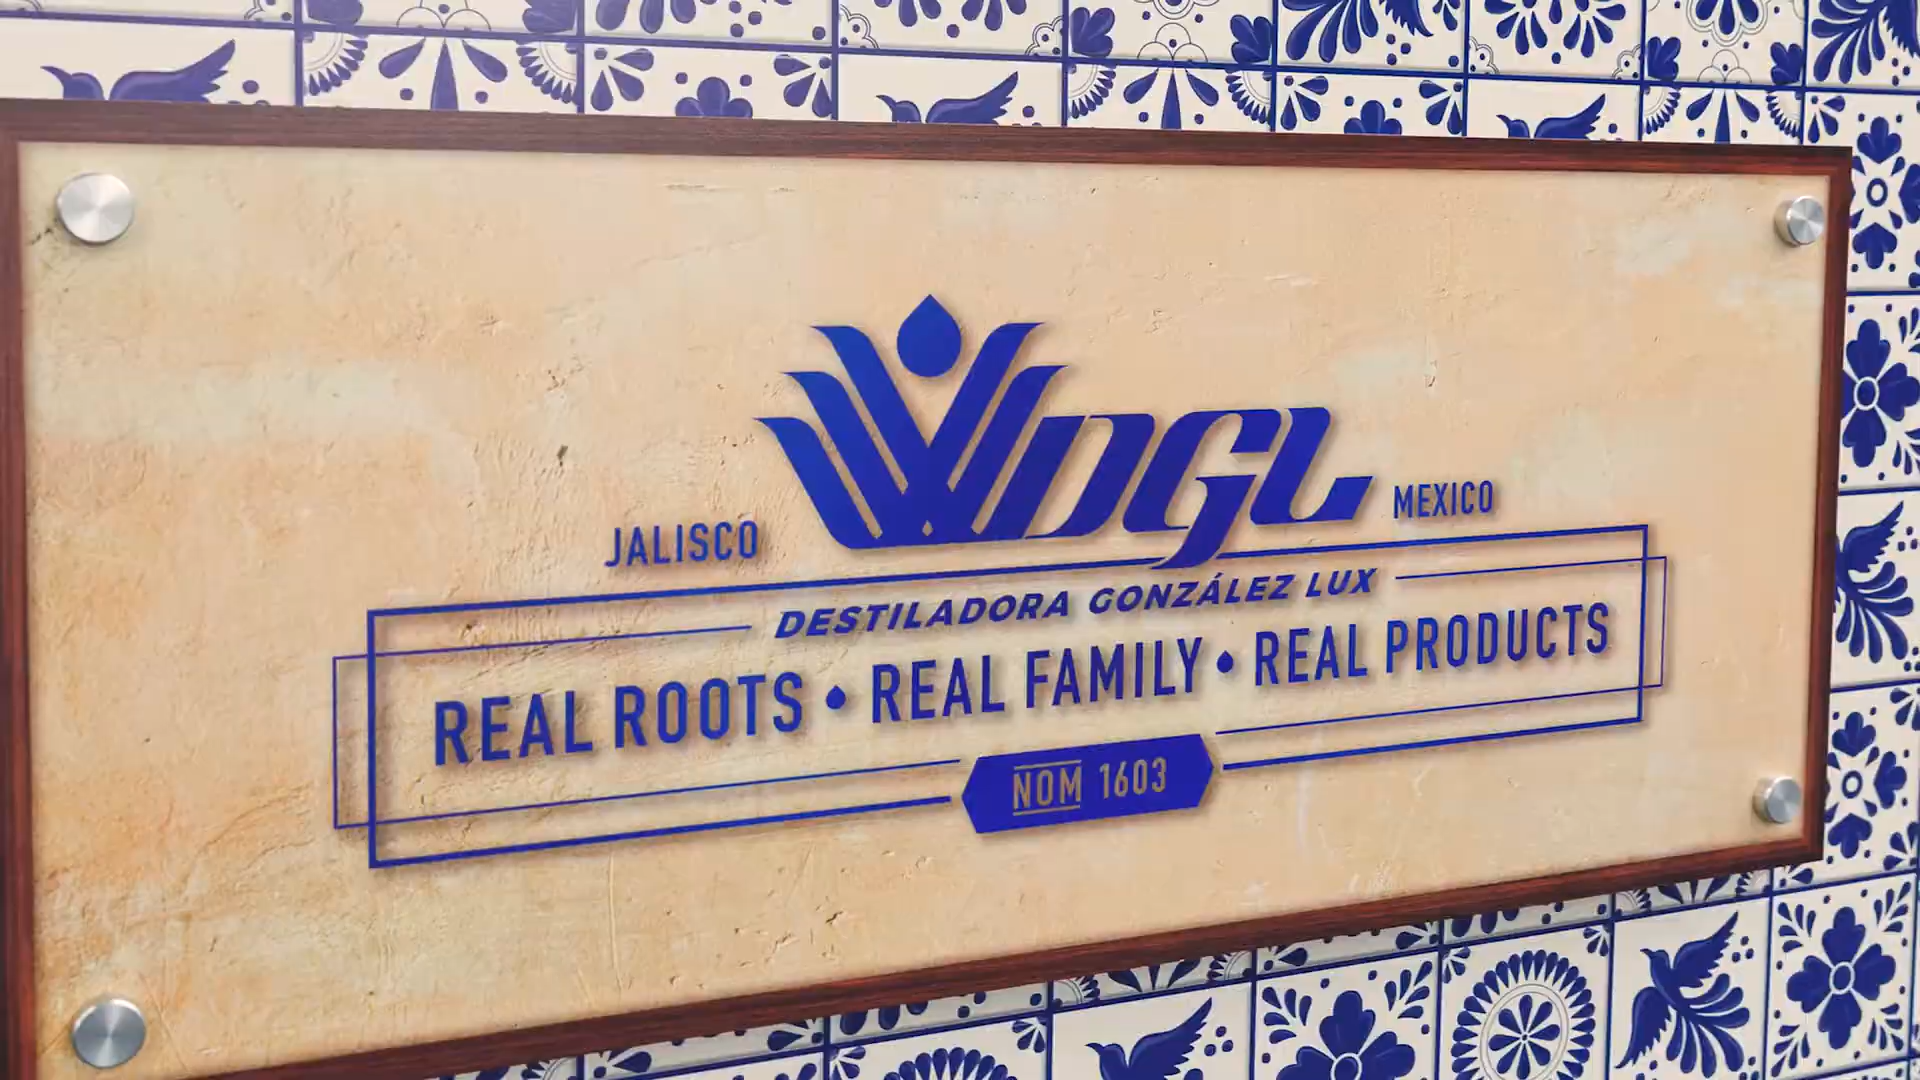 DGL
JALISCO
MEXICO
DESTILADORA GONZÁLEZ LUX
REAL ROOTS • REAL FAMILY • REAL PRODUCTS
NOM 1603